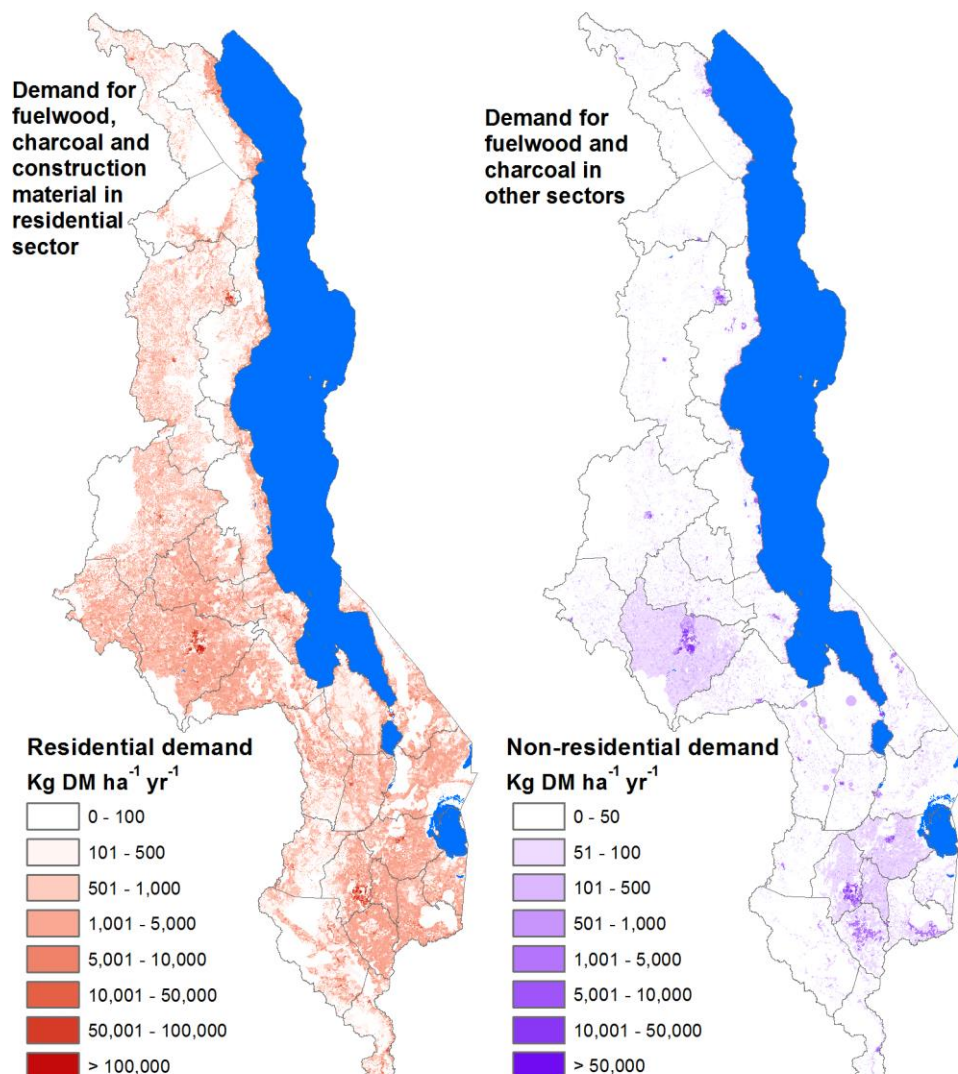 Demand for
fuelwood,
charcoal and
construction
material in
residential
sector
Residential demand
Kg DM ha⁻¹ yr⁻¹
0 - 100
101 - 500
501 - 1,000
1,001 - 5,000
5,001 - 10,000
10,001 - 50,000
50,001 - 100,000
> 100,000
Demand for
fuelwood and
charcoal in
other sectors
Non-residential demand
Kg DM ha⁻¹ yr⁻¹
0 - 50
51 - 100
101 - 500
501 - 1,000
1,001 - 5,000
5,001 - 10,000
10,001 - 50,000
> 50,000